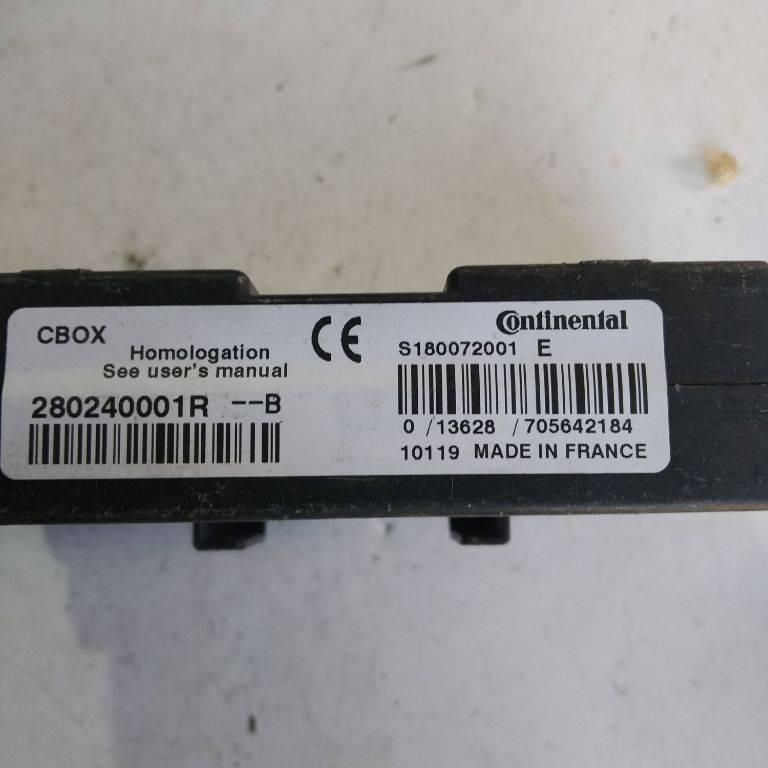 CBOX
Homologation
See user's manual
280240001R --B
CE
Continental
S180072001 E
0 /13628 /705642184
10119 MADE IN FRANCE